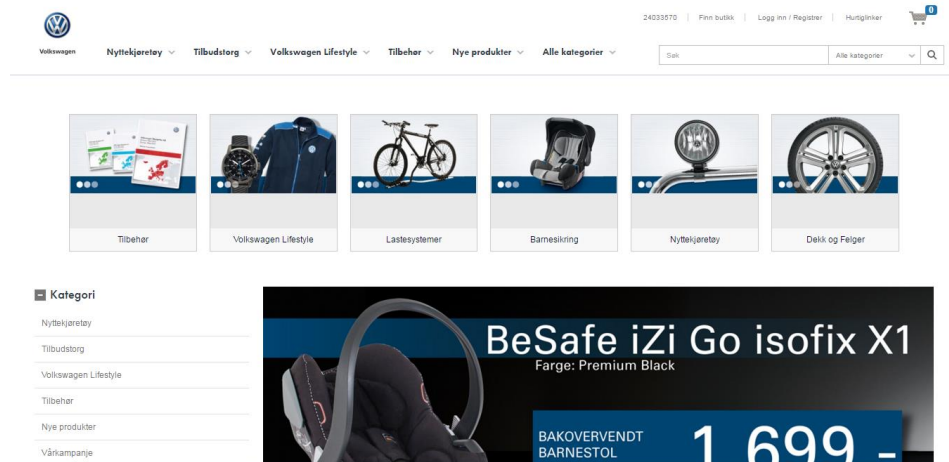 24033570 Finn butikk Logg inn / Registrer Hurtiglinker 0
Volkswagen Nyttekjøretøy Tilbudstorg Volkswagen Lifestyle Tilbehør Nye produkter Alle kategorier Søk Alle kategorier
Tilbehør Volkswagen Lifestyle Lastesystemer Barnesikring Nyttekjøretøy Dekk og Felger
Kategori
Nyttekjøretøy
Tilbudstorg
Volkswagen Lifestyle
Tilbehør
Nye produkter
Vårkampanje
BeSafe iZi Go isofix X1
Farge: Premium Black
BAKOVERVENDT
BARNESTOL
1 699,-